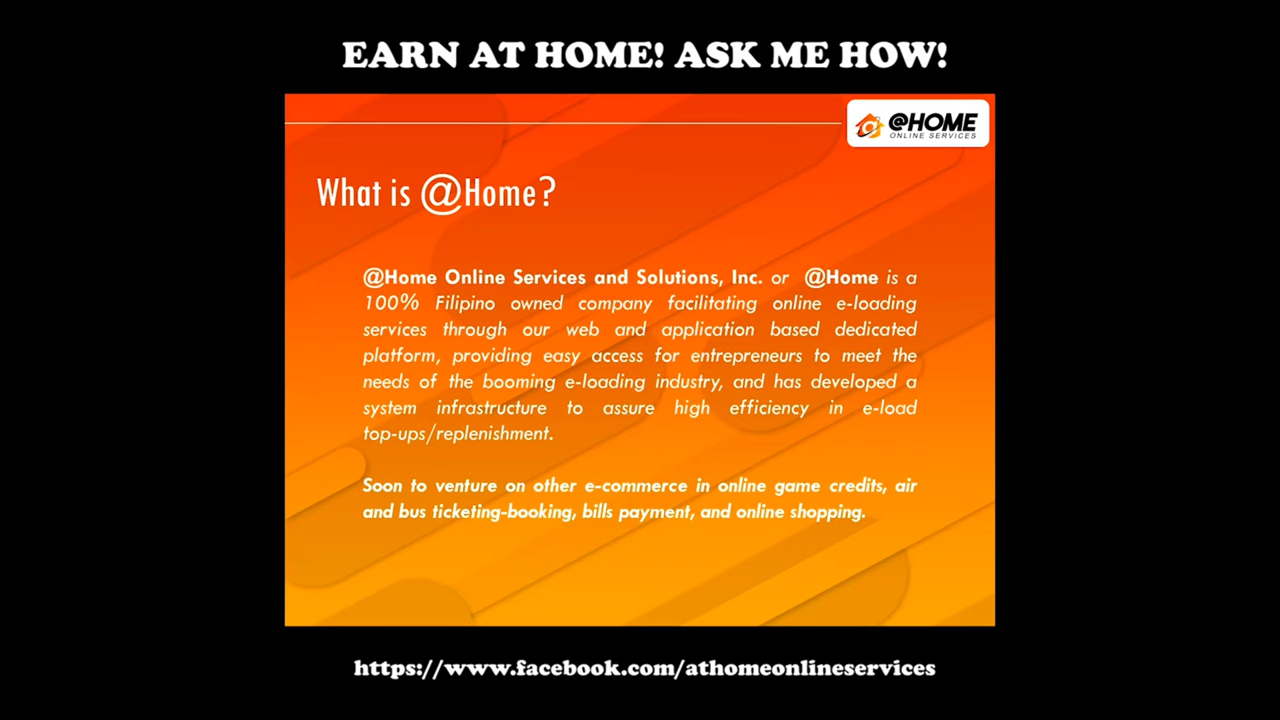 EARN AT HOME! ASK ME HOW!
@HOME
ONLINE SERVICES
What is @Home?
@Home Online Services and Solutions, Inc. or @Home is a
100% Filipino owned company facilitating online e-loading
services through our web and application based dedicated
platform, providing easy access for entrepreneurs to meet the
needs of the booming e-loading industry, and has developed a
system infrastructure to assure high efficiency in e-load
top-ups/replenishment.
Soon to venture on other e-commerce in online game credits, air
and bus ticketing-booking, bills payment, and online shopping.
https://www.facebook.com/athomeonlineservices